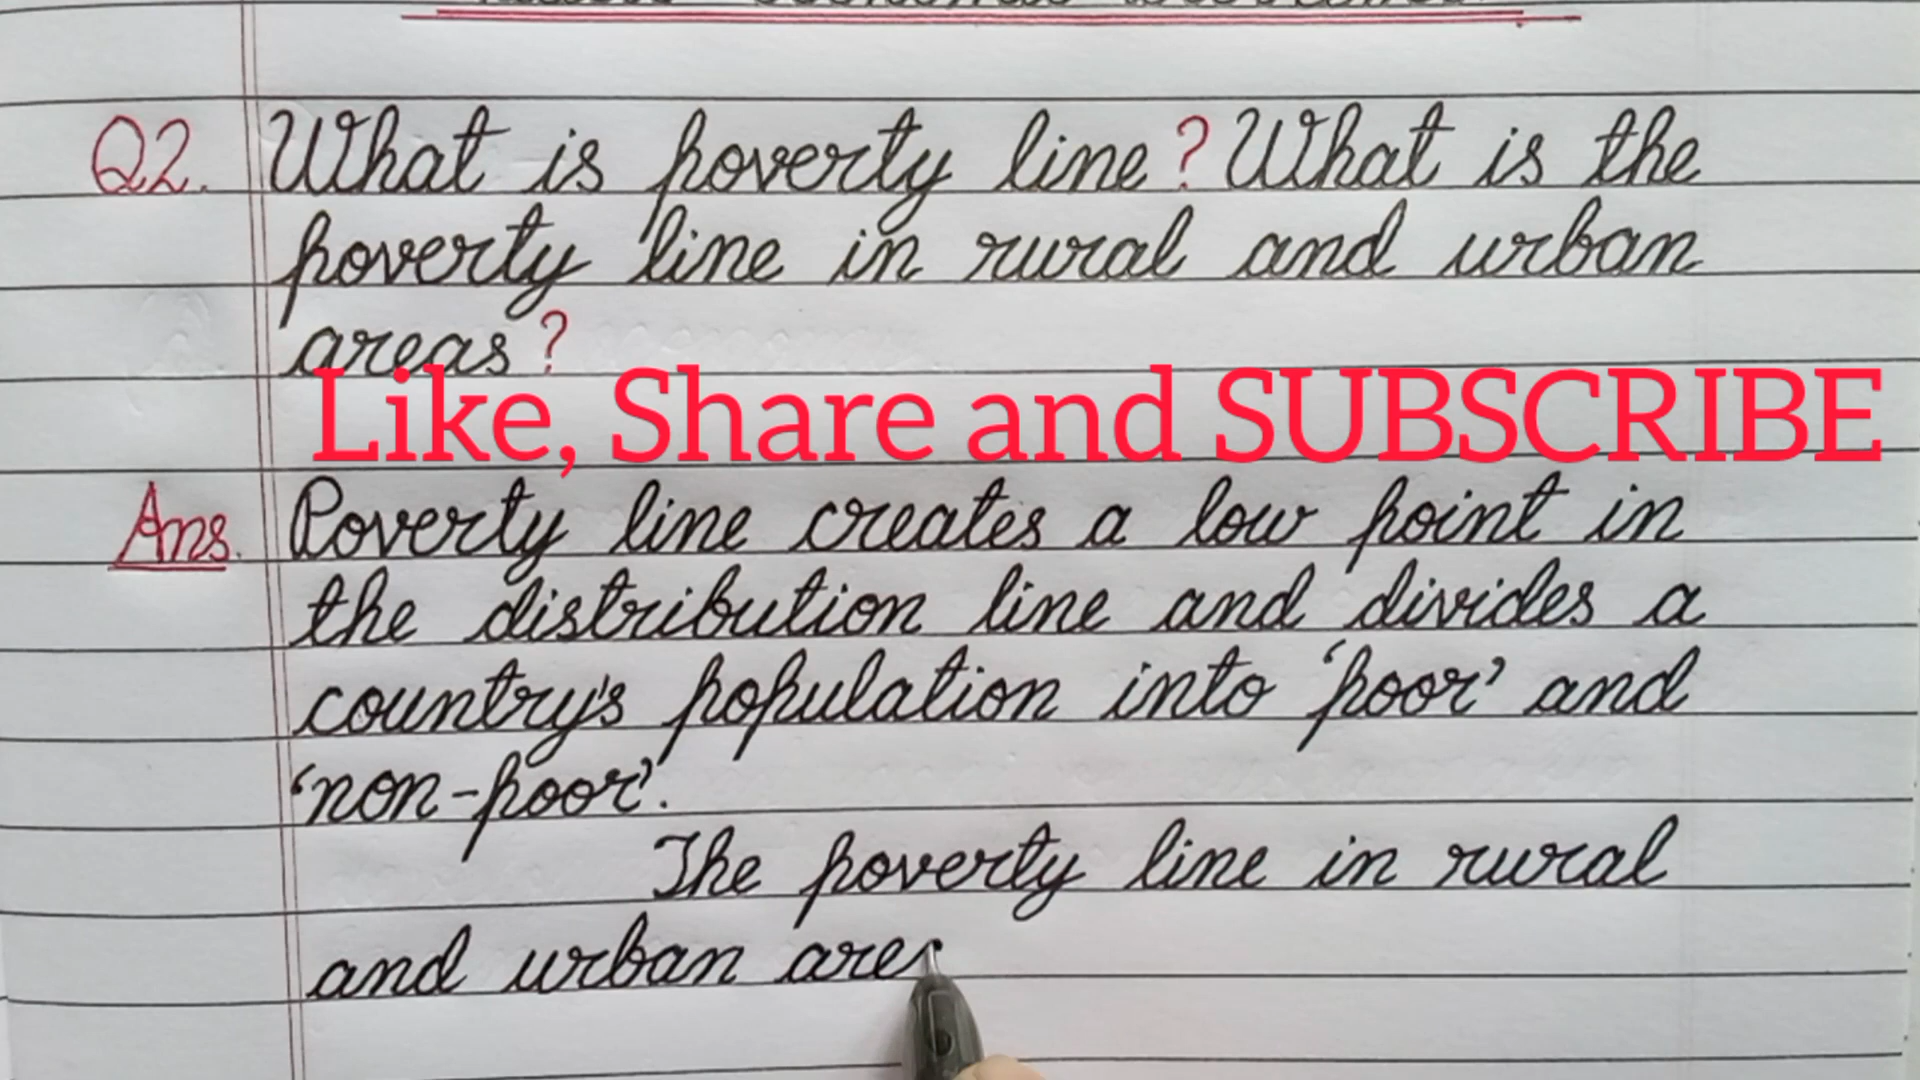 Q2. What is poverty line? What is the
poverty line in rural and urban
areas?
Like, Share and SUBSCRIBE
Ans. Poverty line creates a low point in
the distribution line and divides a
country's population into 'poor' and
'non-poor'.
The poverty line in rural
and urban are